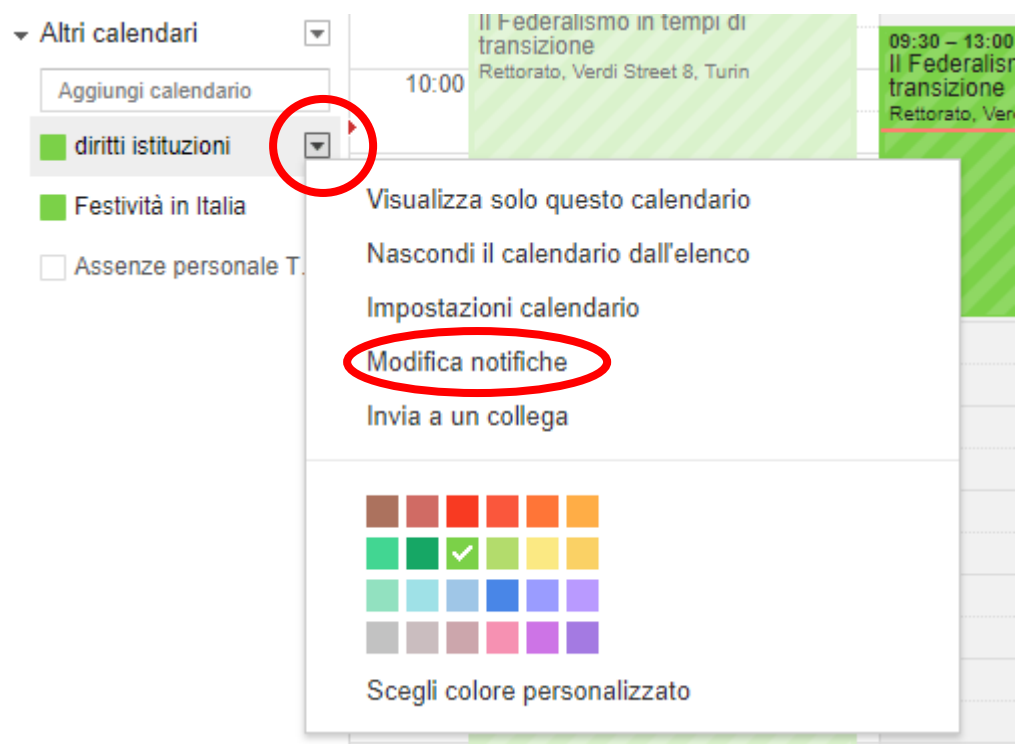 Altri calendari
Aggiungi calendario
diritti istituzioni
Festività in Italia
Assenze personale T.
10:00
Il Federalismo in tempi di
transizione
Rettorato, Verdi Street 8, Turin
09:30 – 13:00
Il Federalism
transizione
Rettorato, Ver
Visualizza solo questo calendario
Nascondi il calendario dall'elenco
Impostazioni calendario
Modifica notifiche
Invia a un collega
Scegli colore personalizzato